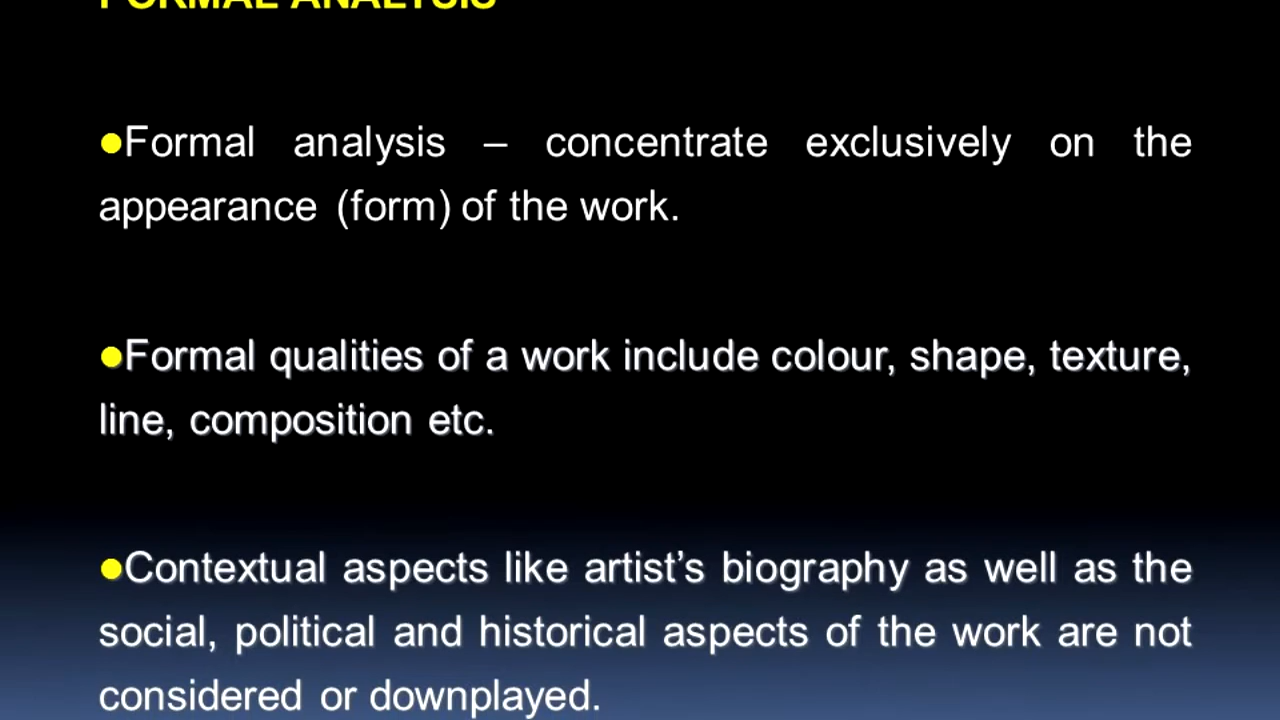 FORMAL ANALYSIS
●Formal analysis – concentrate exclusively on the
appearance (form) of the work.
●Formal qualities of a work include colour, shape, texture,
line, composition etc.
●Contextual aspects like artist’s biography as well as the
social, political and historical aspects of the work are not
considered or downplayed.